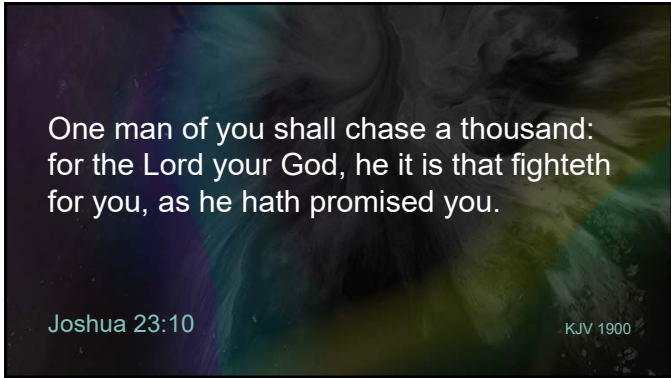 One man of you shall chase a thousand:
for the Lord your God, he it is that fighteth
for you, as he hath promised you.
Joshua 23:10
KJV 1900